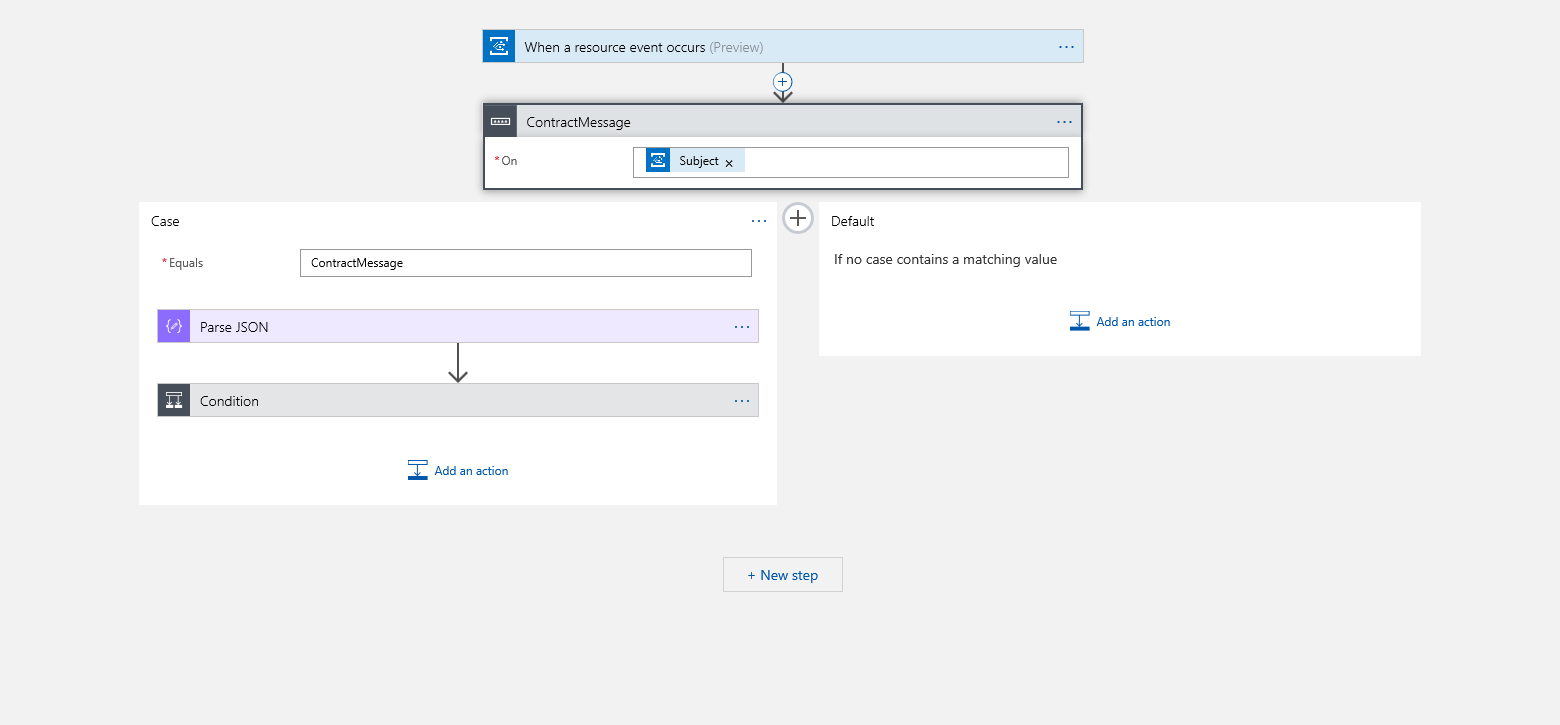 When a resource event occurs (Preview)
ContractMessage
* On
Subject
Case
Default
* Equals
ContractMessage
If no case contains a matching value
Parse JSON
Add an action
Condition
Add an action
+ New step